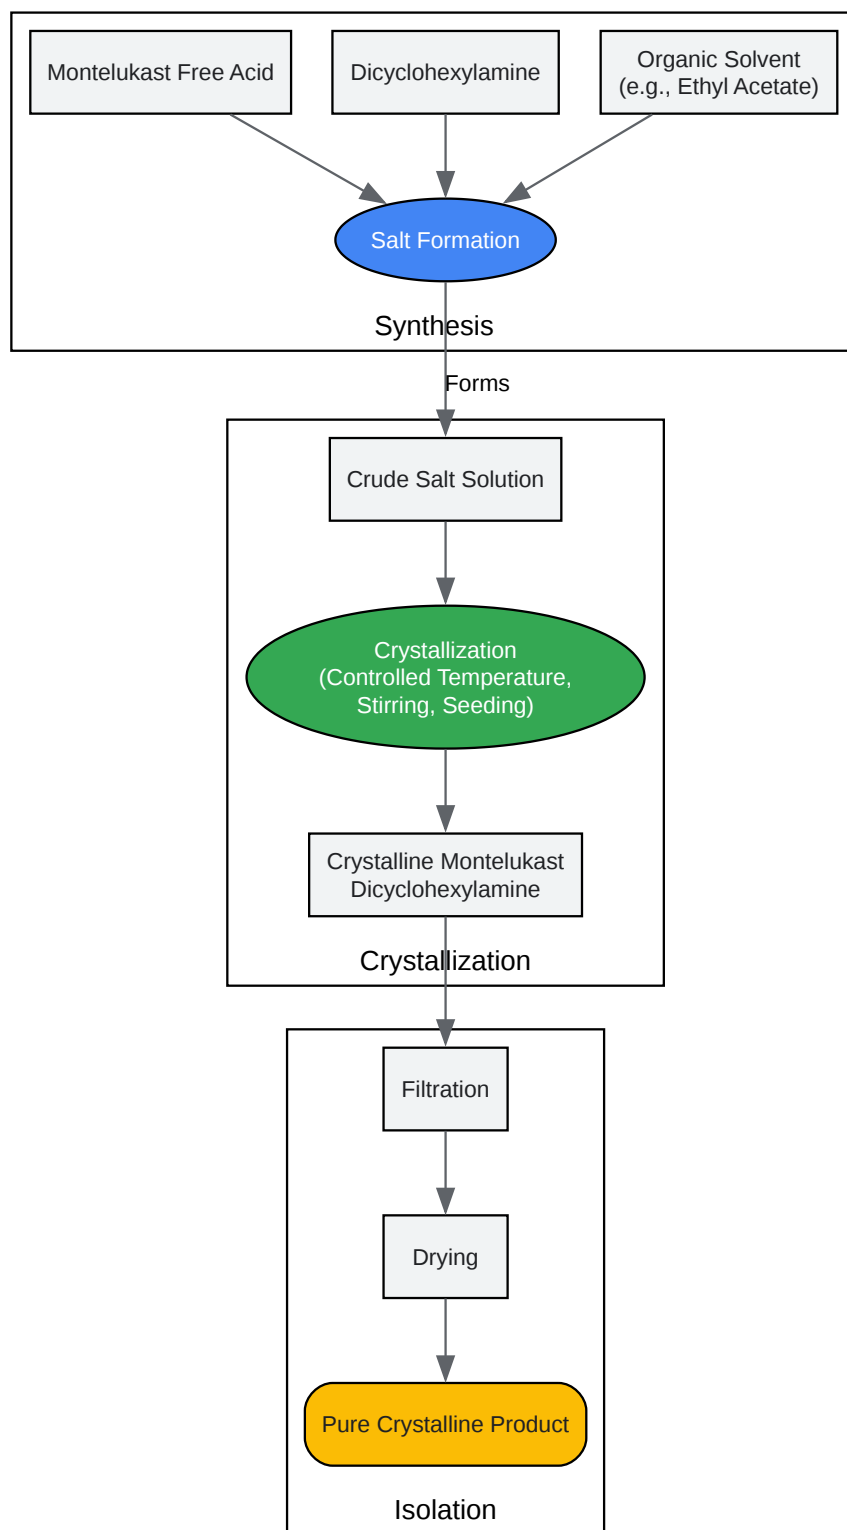 Montelukast Free Acid
Dicyclohexylamine
Organic Solvent
(e.g., Ethyl Acetate)
Salt Formation
Synthesis
Forms
Crude Salt Solution
Crystallization
(Controlled Temperature,
Stirring, Seeding)
Crystalline Montelukast
Dicyclohexylamine
Crystallization
Filtration
Drying
Pure Crystalline Product
Isolation